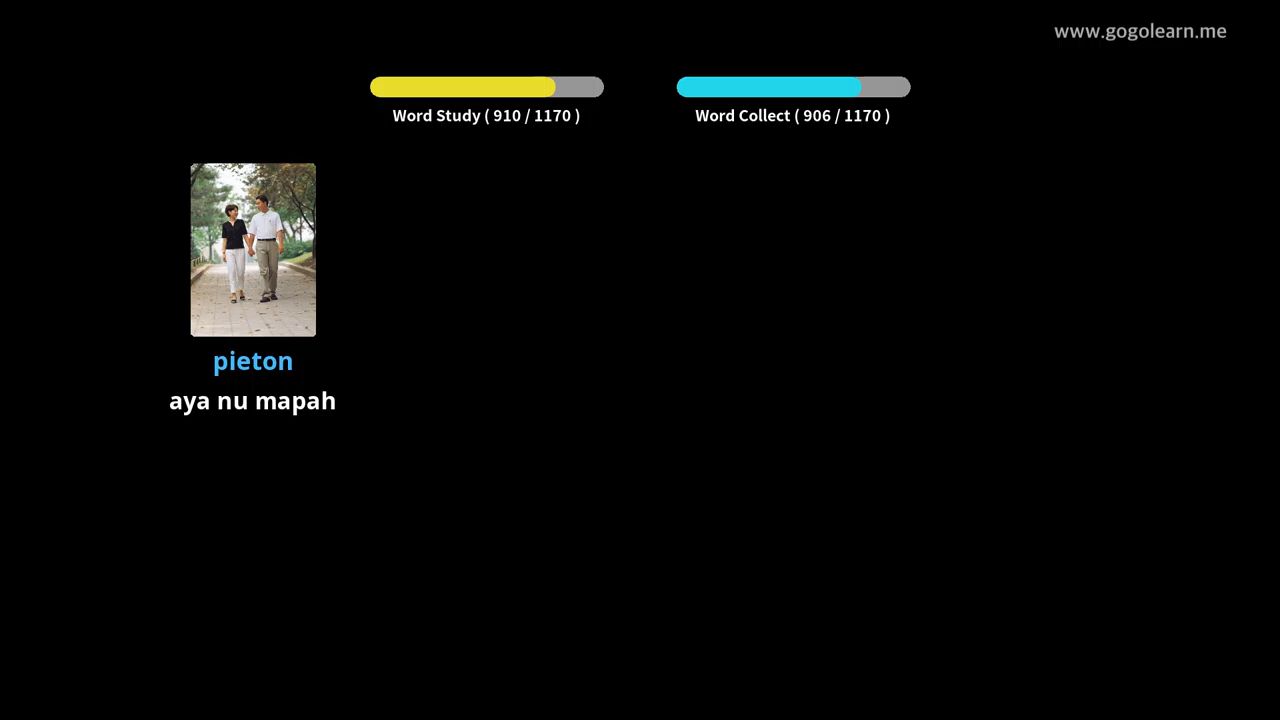 www.gogolearn.me
Word Study ( 910 / 1170 )
Word Collect ( 906 / 1170 )
pieton
aya nu mapah